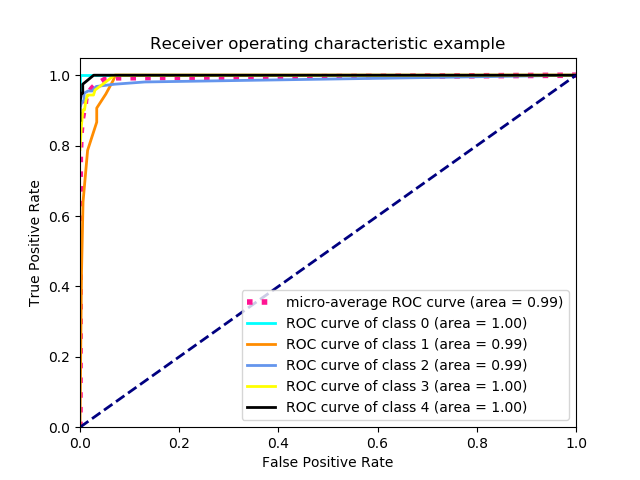 Receiver operating characteristic example
1.0
0.8
0.6
0.4
0.2
0.0
True Positive Rate
micro-average ROC curve (area = 0.99)
ROC curve of class 0 (area = 1.00)
ROC curve of class 1 (area = 0.99)
ROC curve of class 2 (area = 0.99)
ROC curve of class 3 (area = 1.00)
ROC curve of class 4 (area = 1.00)
0.0 0.2 0.4 0.6 0.8 1.0
False Positive Rate